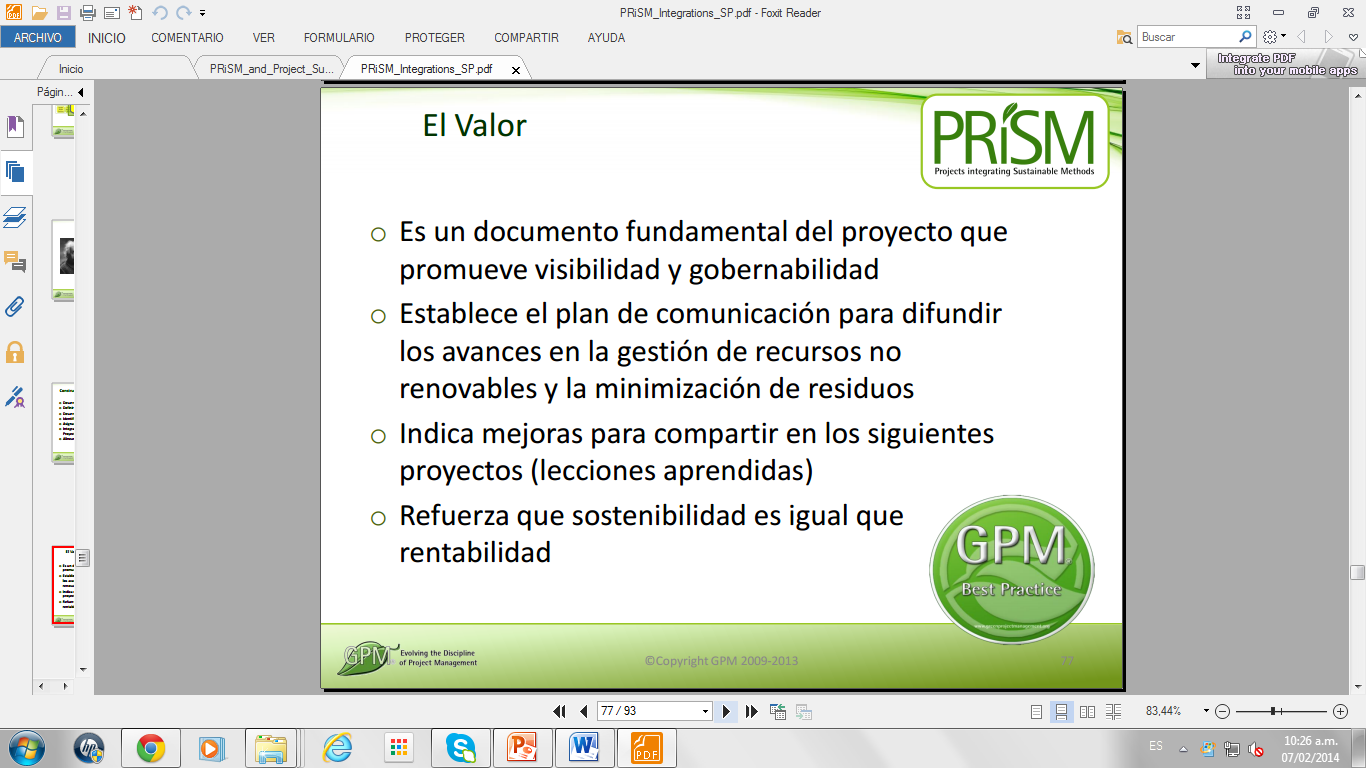 PRiSM_Integrations_SP.pdf - Foxit Reader
ARCHIVO INICIO COMENTARIO VER FORMULARIO PROTEGER COMPARTIR AYUDA
Buscar
Inicio PRiSM_and_Project_Su... PRiSM_Integrations_SP.pdf
Integrate PDF
into your mobile apps
Págin...
El Valor
PRiSM
Projects integrating Sustainable Methods
Es un documento fundamental del proyecto que
promueve visibilidad y gobernabilidad
Establece el plan de comunicación para difundir
los avances en la gestión de recursos no
renovables y la minimización de residuos
Indica mejoras para compartir en los siguientes
proyectos (lecciones aprendidas)
Refuerza que sostenibilidad es igual que
rentabilidad
GPM
Best Practice
GPM
Evolving the Discipline
of Project Management
©Copyright GPM 2009-2013
77
77 / 93
83,44%
hp
PDF
ES
10:26 a.m.
07/02/2014